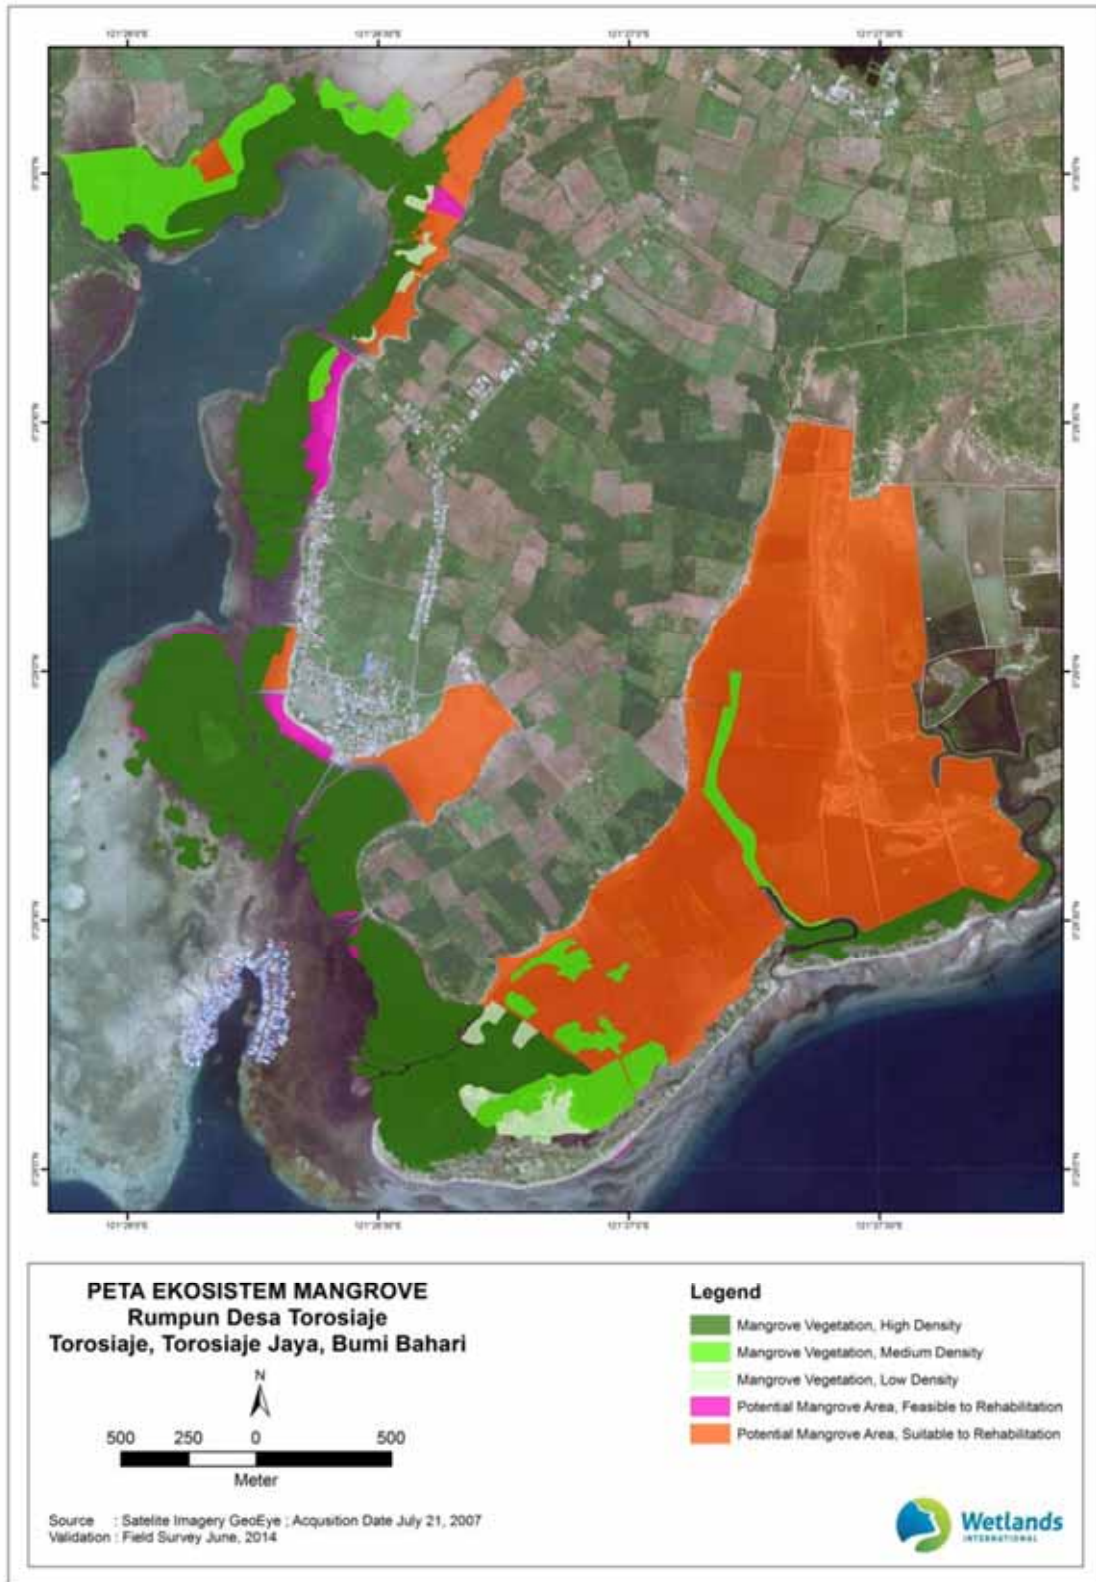 PETA EKOSISTEM MANGROVE
Rumpun Desa Torosiaje
Torosiaje, Torosiaje Jaya, Bumi Bahari
N
500 250 0 500
Meter
Source : Satelite Imagery GeoEye ; Acqusition Date July 21, 2007
Validation : Field Survey June, 2014
Legend
Mangrove Vegetation, High Density
Mangrove Vegetation, Medium Density
Mangrove Vegetation, Low Density
Potential Mangrove Area, Feasible to Rehabilitation
Potential Mangrove Area, Suitable to Rehabilitation
Wetlands
INTERNATIONAL